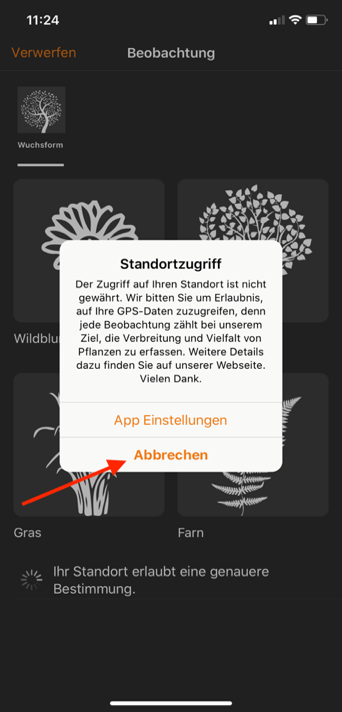 11:24
Verwerfen
Beobachtung
Wuchsform
Standortzugriff
Der Zugriff auf Ihren Standort ist nicht
gewährt. Wir bitten Sie um Erlaubnis,
auf Ihre GPS-Daten zuzugreifen, denn
jede Beobachtung zählt bei unserem
Ziel, die Verbreitung und Vielfalt von
Pflanzen zu erfassen. Weitere Details
dazu finden Sie auf unserer Webseite.
Vielen Dank.
App Einstellungen
Abbrechen
Gras
Farn
Ihr Standort erlaubt eine genauere
Bestimmung.